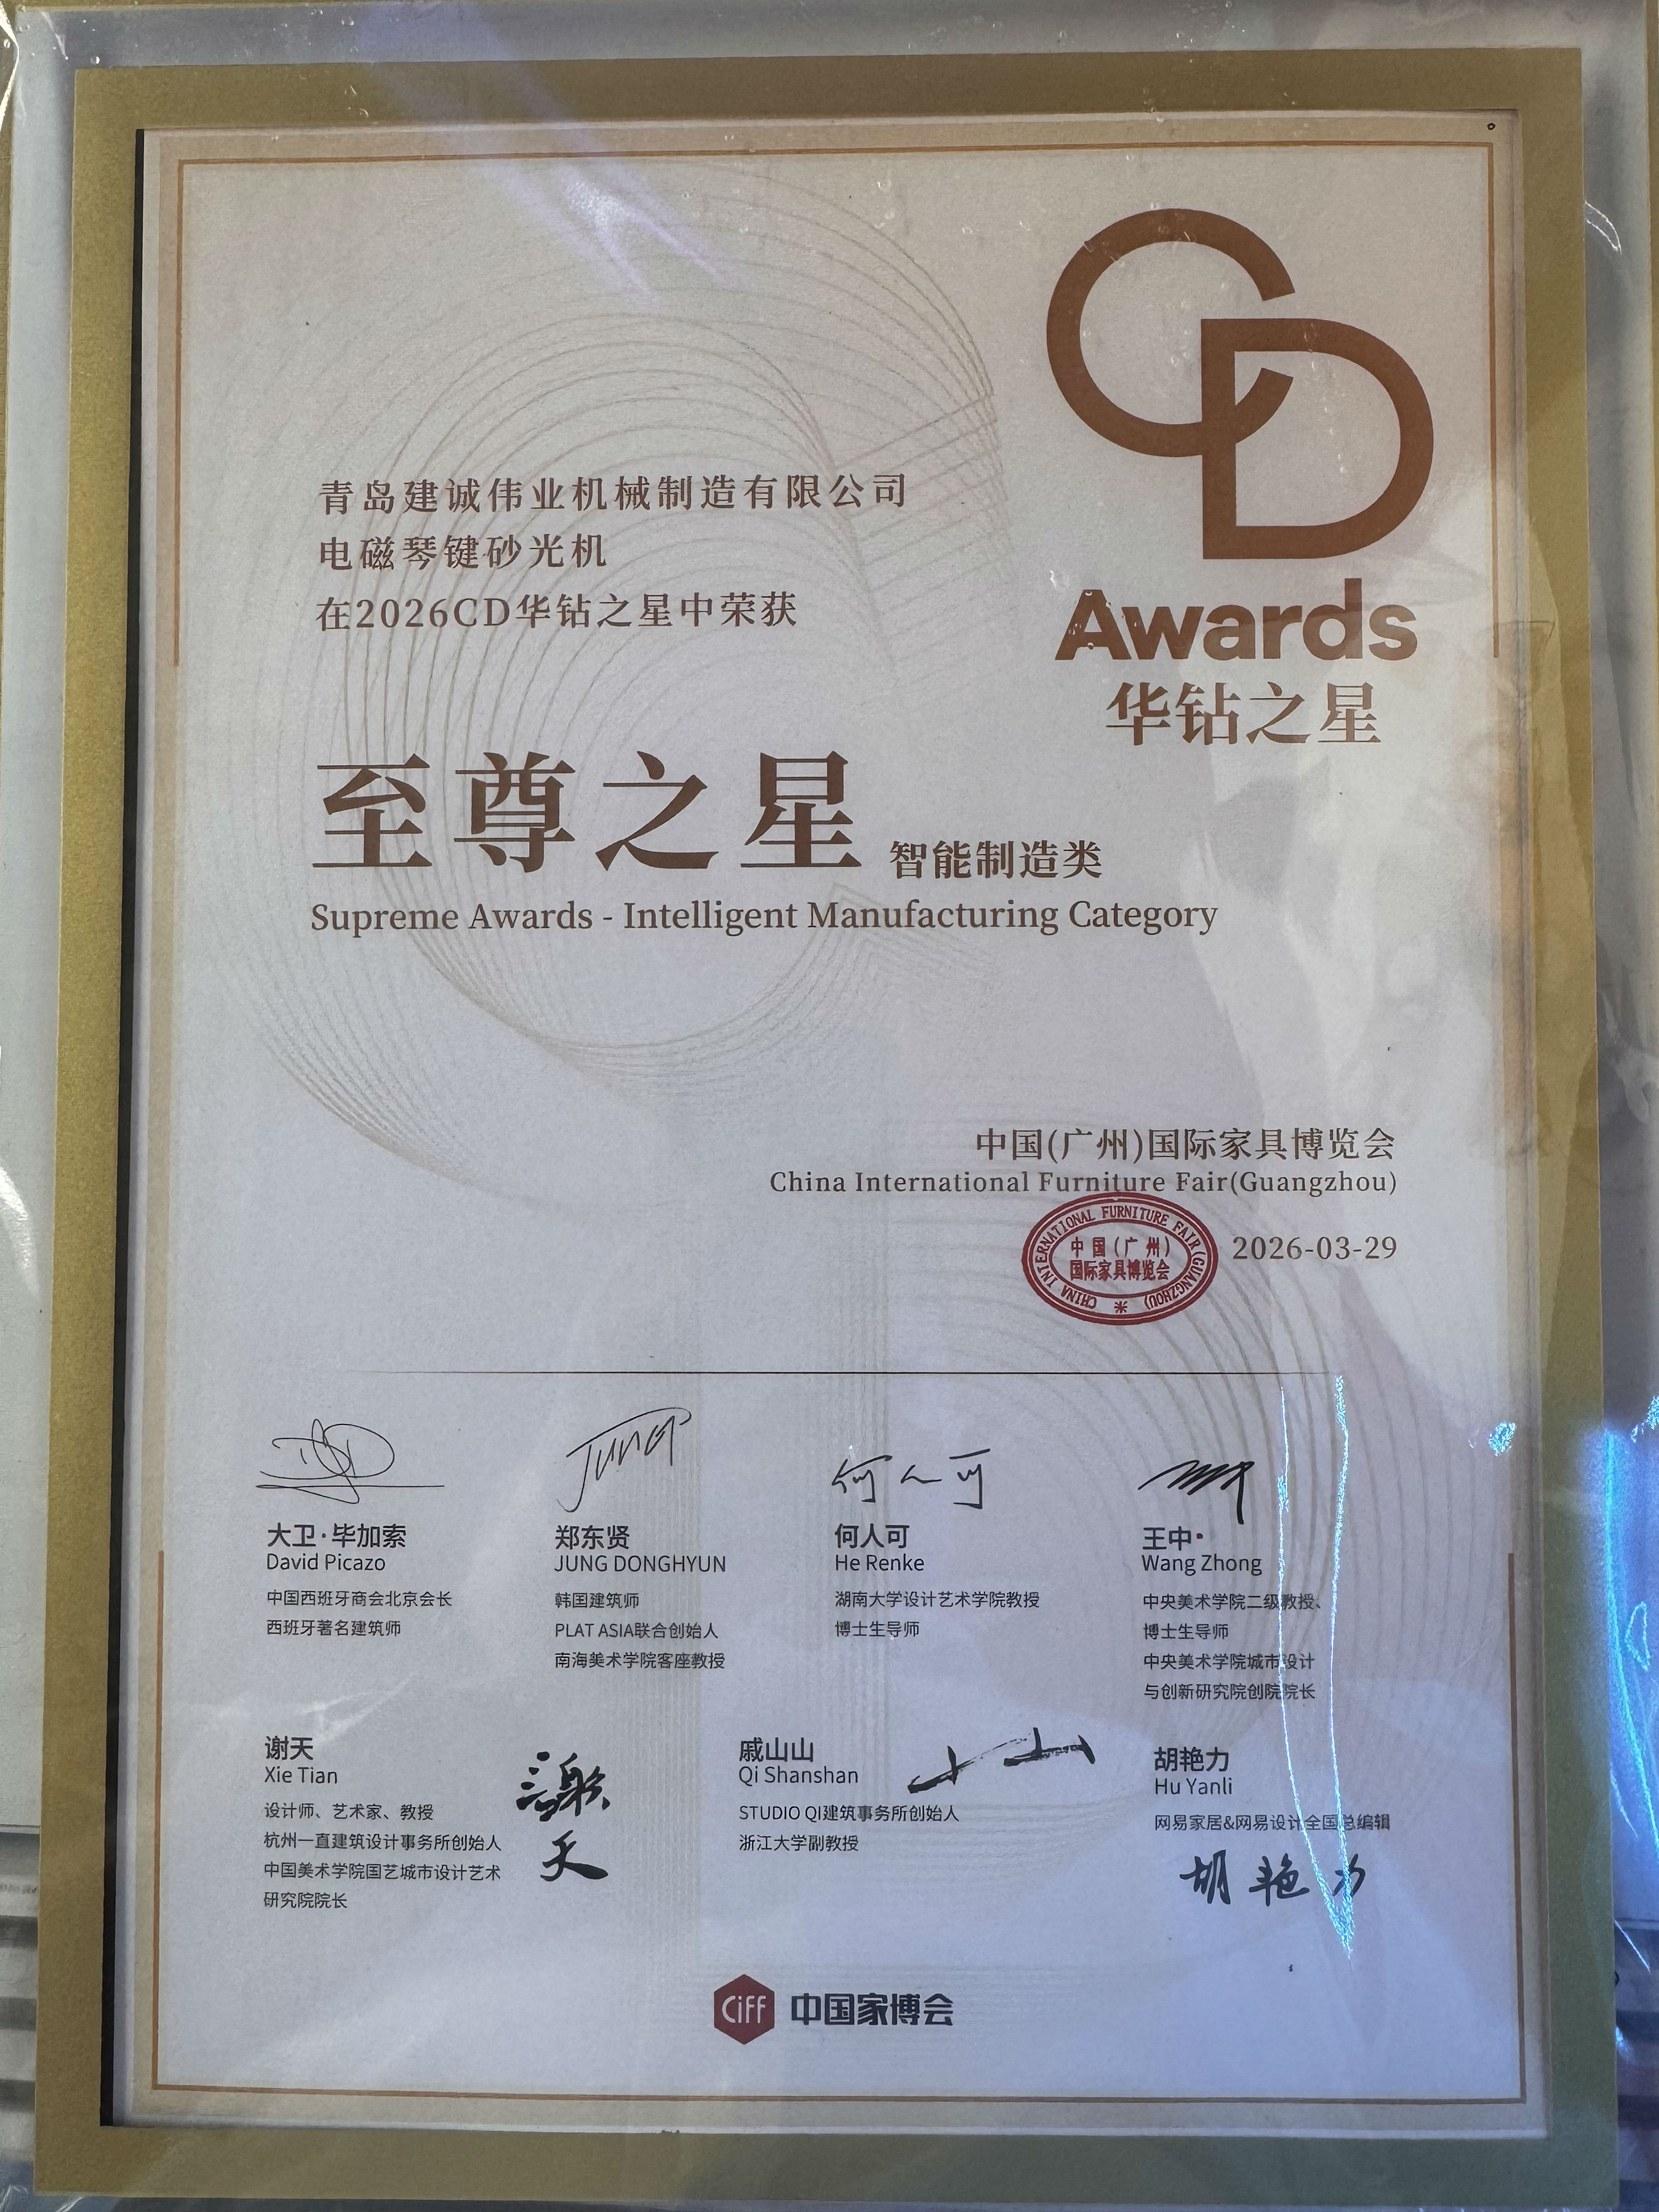 CD
Awards
华钻之星
青岛建诚伟业机械制造有限公司
电磁琴键砂光机
在2026CD华钻之星中荣获
至尊之星 智能制造类
Supreme Awards - Intelligent Manufacturing Category
中国(广州)国际家具博览会
China International Furniture Fair(Guangzhou)
CHINA INTERNATIONAL FURNITURE FAIR (GUANGZHOU)
中国(广州)
国际家具博览会
2026-03-29
JUNG
何人可
大卫·毕加索
David Picazo
中国西班牙商会北京会长
西班牙著名建筑师
郑东贤
JUNG DONGHYUN
韩国建筑师
PLAT ASIA联合创始人
南海美术学院客座教授
何人可
He Renke
湖南大学设计艺术学院教授
博士生导师
王中
Wang Zhong
中央美术学院二级教授、
博士生导师
中央美术学院城市设计
与创新研究院创院院长
谢天
Xie Tian
设计师、艺术家、教授
杭州一直建筑设计事务所创始人
中国美术学院国艺城市设计艺术
研究院院长
谢天
戚山山
Qi Shanshan
STUDIO QI建筑事务所创始人
浙江大学副教授
胡艳力
Hu Yanli
网易家居&网易设计全国总编辑
胡艳力
Ciff 中国家博会